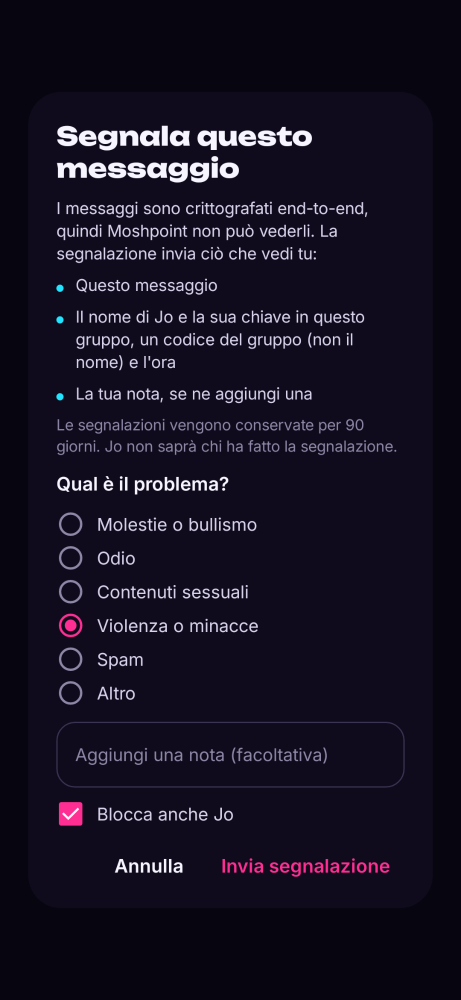 Segnala questo
messaggio
I messaggi sono crittografati end-to-end,
quindi Moshpoint non può vederli. La
segnalazione invia ciò che vedi tu:
Questo messaggio
Il nome di Jo e la sua chiave in questo
gruppo, un codice del gruppo (non il
nome) e l'ora
La tua nota, se ne aggiungi una
Le segnalazioni vengono conservate per 90
giorni. Jo non saprà chi ha fatto la segnalazione.
Qual è il problema?
Molestie o bullismo
Odio
Contenuti sessuali
Violenza o minacce
Spam
Altro
Aggiungi una nota (facoltativa)
Blocca anche Jo
Annulla Invia segnalazione